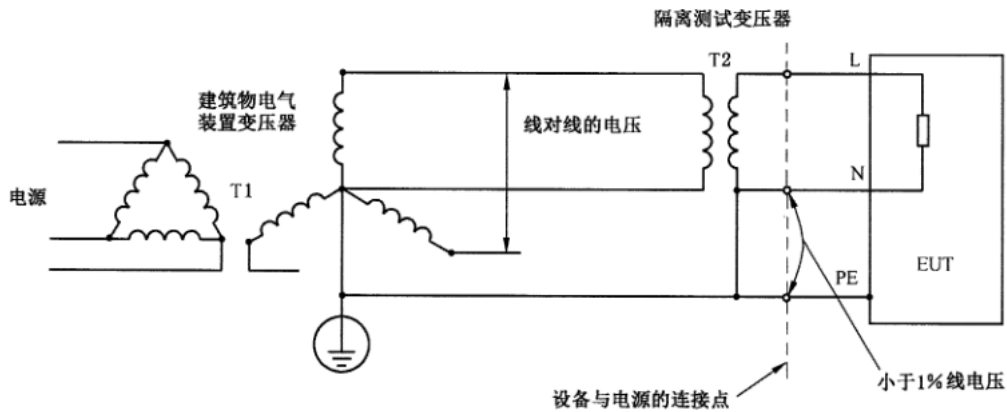 隔离测试变压器
T2
L
建筑物电气
装置变压器
线对线的电压
电源
T1
N
PE
EUT
设备与电源的连接点
小于1%线电压